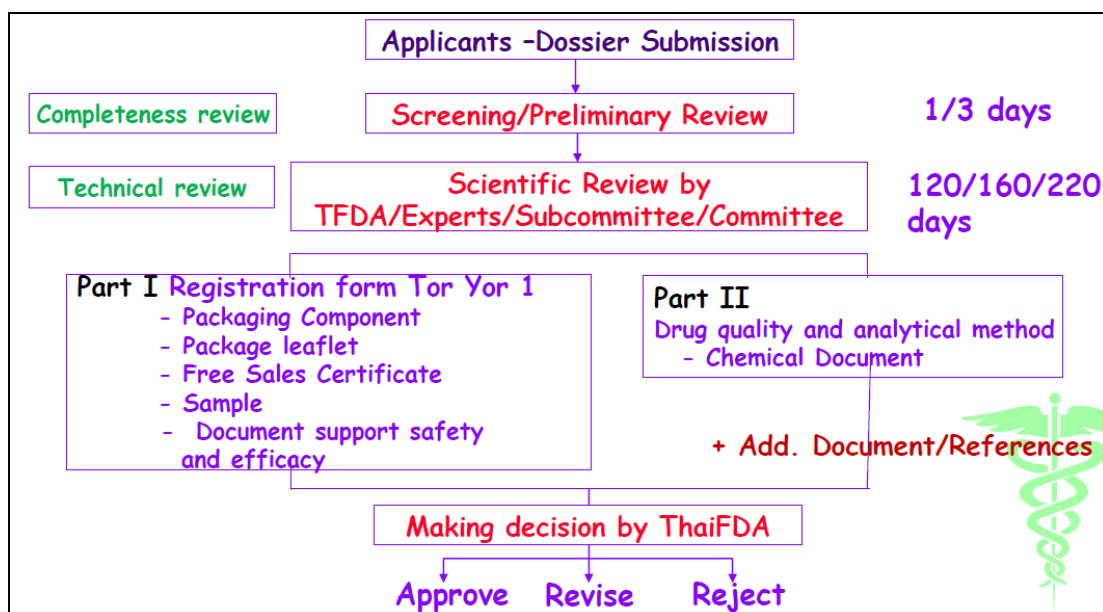 Applicants –Dossier Submission
Completeness review
Screening/Preliminary Review
1/3 days
Technical review
Scientific Review by
TFDA/Experts/Subcommittee/Committee
120/160/220
days
Part I Registration form Tor Yor 1
- Packaging Component
- Package leaflet
- Free Sales Certificate
- Sample
- Document support safety
and efficacy
Part II
Drug quality and analytical method
- Chemical Document
+ Add. Document/References
Making decision by ThaiFDA
Approve Revise Reject